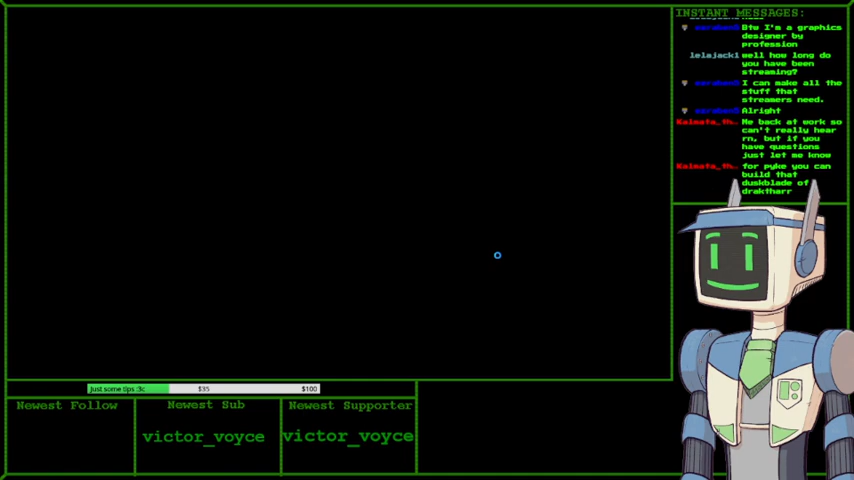 INSTANT MESSAGES:
Btw I'm a graphics
designer by
profession
lelajack1 well how long do
you have been
streaming?
I can make all the
stuff that
streamers need.
Alright
Me back at work so
can't really hear
rn, but if you
have questions
just let me know
for pyke you can
build that
duskblade of
draktharr
Just some tips :3c $35 $100
Newest Follow Newest Sub Newest Supporter
victor_voyce victor_voyce